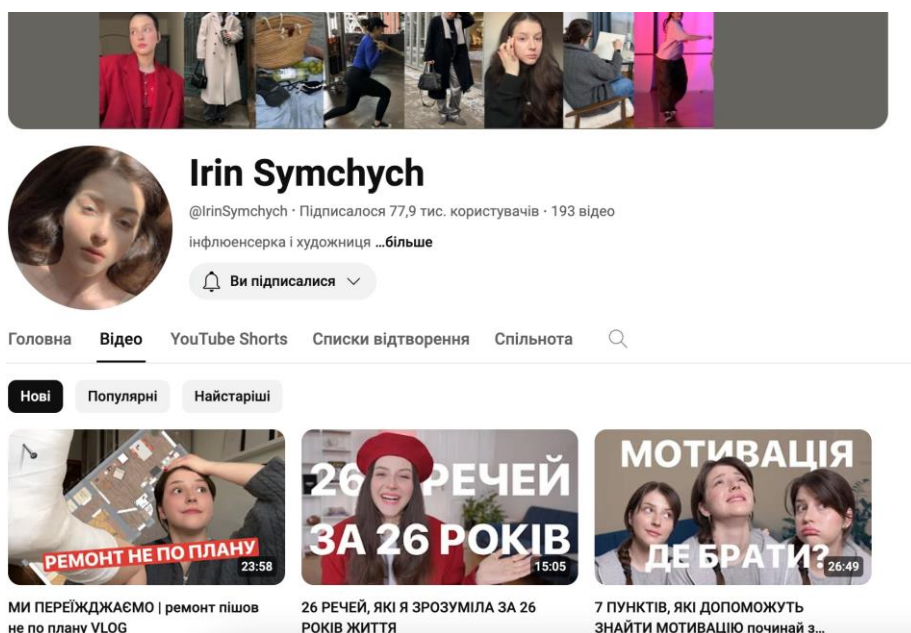 Irin Symchych
@IrinSymchych · Підписалося 77,9 тис. користувачів · 193 відео
інфлюенсерка і художниця ...більше
Ви підписалися
Головна Відео YouTube Shorts Списки відтворення Спільнота
Нові Популярні Найстаріші
РЕМОНТ НЕ ПО ПЛАНУ
23:58
26 РЕЧЕЙ
ЗА 26 РОКІВ
15:05
МОТИВАЦІЯ
ДЕ БРАТИ?
26:49
МИ ПЕРЕЇЖДЖАЄМО | ремонт пішов
не по плану VLOG
26 РЕЧЕЙ, ЯКІ Я ЗРОЗУМІЛА ЗА 26
РОКІВ ЖИТТЯ
7 ПУНКТІВ, ЯКІ ДОПОМОЖУТЬ
ЗНАЙТИ МОТИВАЦІЮ починай з...